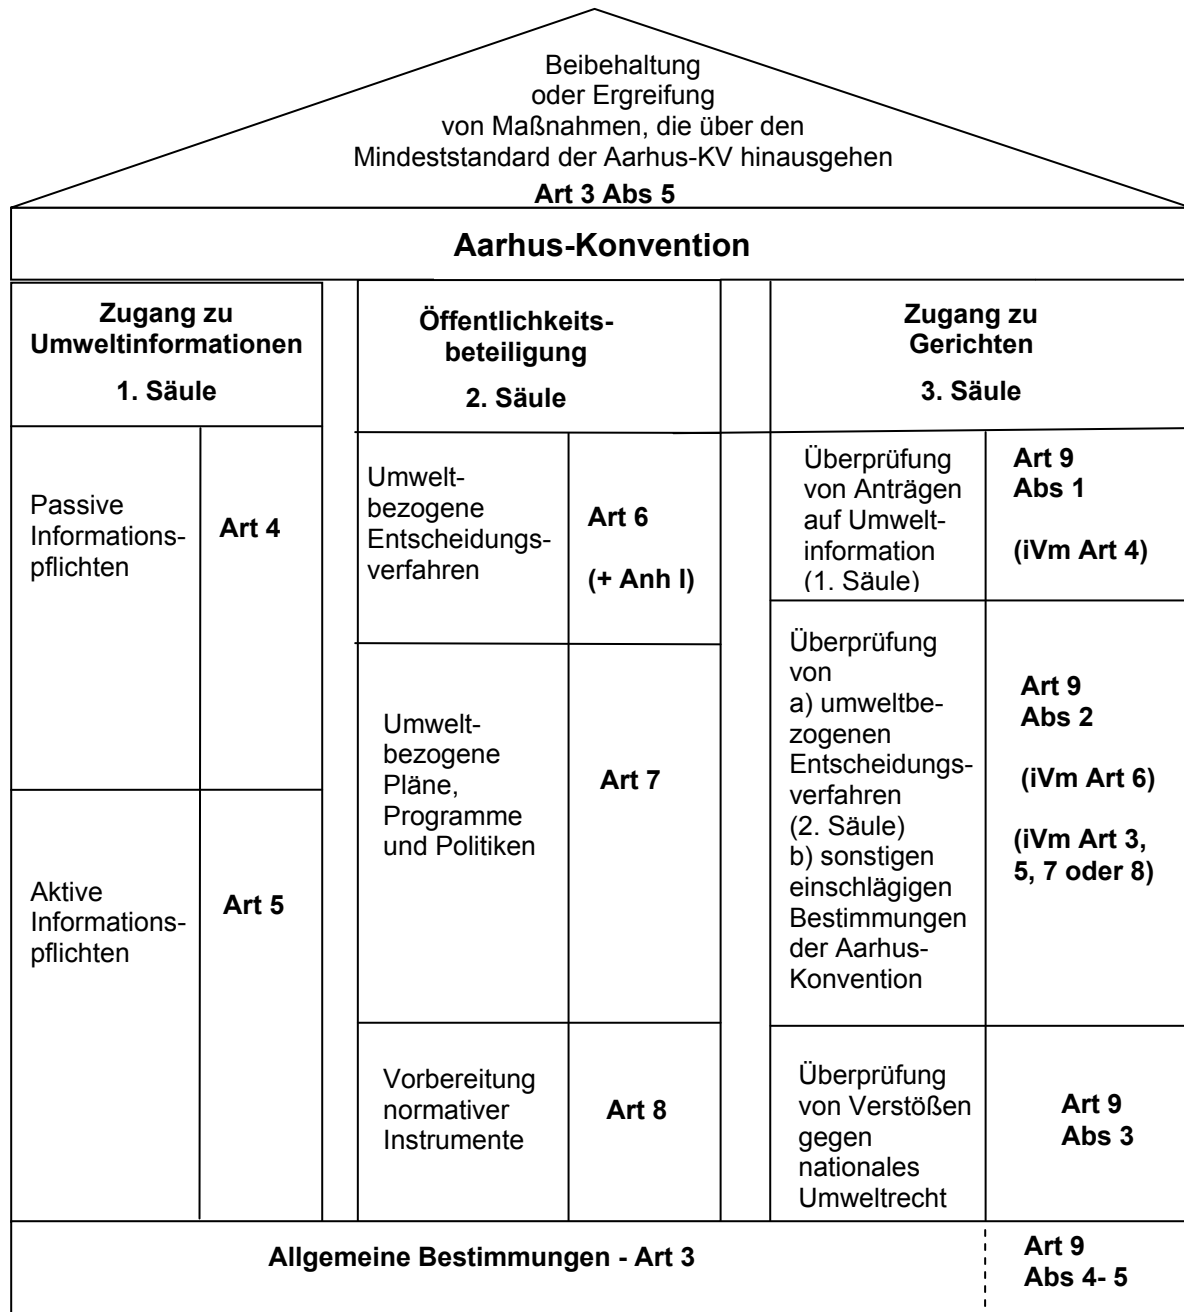 Beibehaltung
oder Ergreifung
von Maßnahmen, die über den
Mindeststandard der Aarhus-KV hinausgehen
Art 3 Abs 5
Aarhus-Konvention
Zugang zu
Umweltinformationen
1. Säule
Passive
Informations-
pflichten
Art 4
Aktive
Informations-
pflichten
Art 5
Öffentlichkeits-
beteiligung
2. Säule
Umwelt-
bezogene
Entscheidungs-
verfahren
Art 6
(+ Anh I)
Umwelt-
bezogene
Pläne,
Programme
und Politiken
Art 7
Vorbereitung
normativer
Instrumente
Art 8
Zugang zu
Gerichten
3. Säule
Überprüfung
von Anträgen
auf Umwelt-
information
(1. Säule)
Art 9
Abs 1
(iVm Art 4)
Überprüfung
von
a) umweltbe-
zogenen
Entscheidungs-
verfahren
(2. Säule)
b) sonstigen
einschlägigen
Bestimmungen
der Aarhus-
Konvention
Art 9
Abs 2
(iVm Art 6)
(iVm Art 3,
5, 7 oder 8)
Überprüfung
von Verstößen
gegen
nationales
Umweltrecht
Art 9
Abs 3
Allgemeine Bestimmungen - Art 3
Art 9
Abs 4- 5